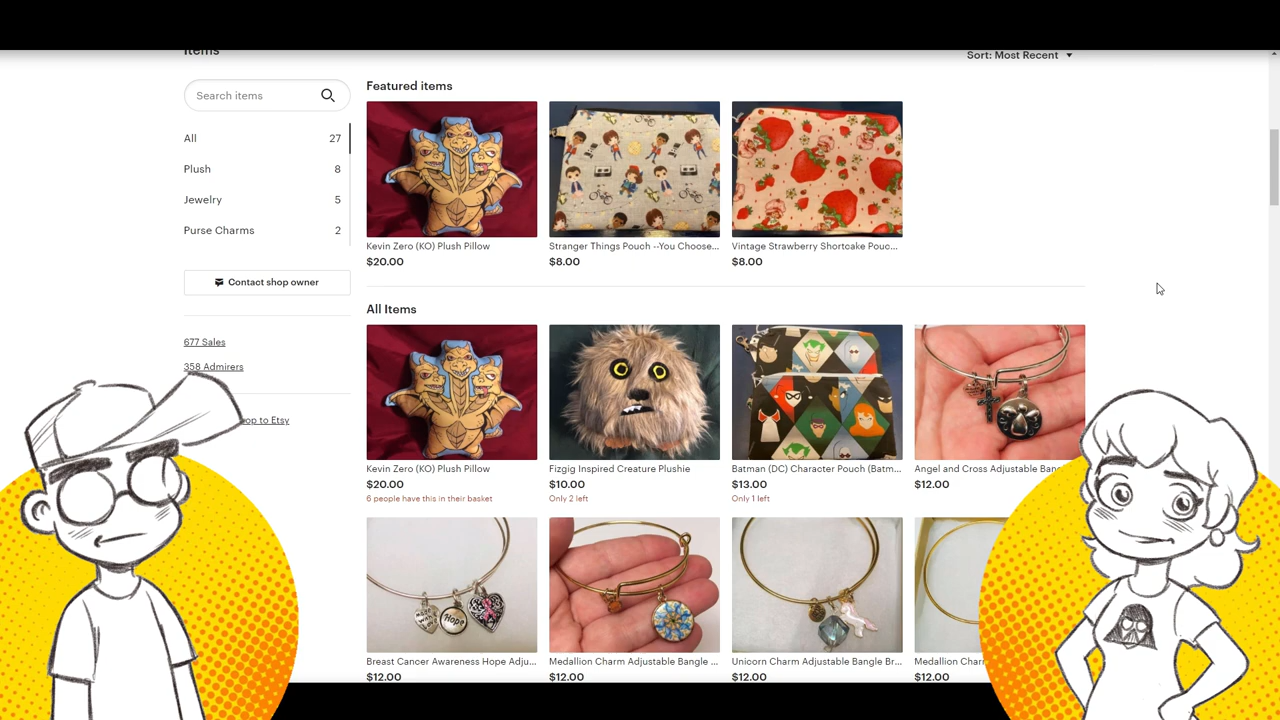 Items
Sort: Most Recent
Search items
All 27
Plush 8
Jewelry 5
Purse Charms 2
Contact shop owner
677 Sales
358 Admirers
op to Etsy
Featured items
Kevin Zero (KO) Plush Pillow
$20.00
Stranger Things Pouch --You Choose...
$8.00
Vintage Strawberry Shortcake Pouc...
$8.00
All Items
Kevin Zero (KO) Plush Pillow
$20.00
6 people have this in their basket
Fizgig Inspired Creature Plushie
$10.00
Only 2 left
Batman (DC) Character Pouch (Batm...
$13.00
Only 1 left
Angel and Cross Adjustable Bang
$12.00
Hope
Breast Cancer Awareness Hope Adju...
$12.00
Medallion Charm Adjustable Bangle ...
$12.00
Unicorn Charm Adjustable Bangle Br...
$12.00
Medallion Char
$12.00